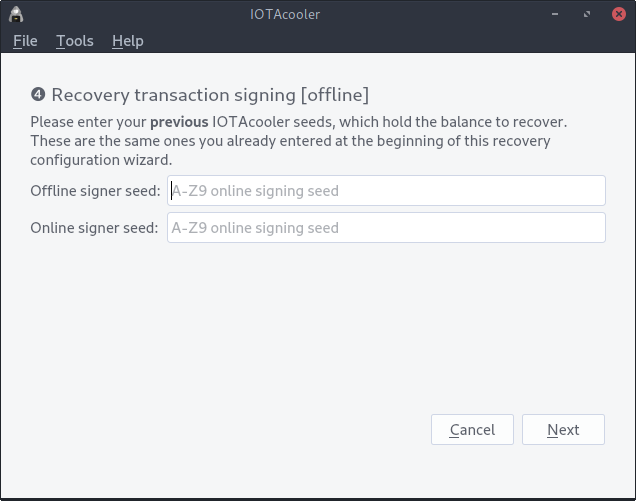 IOTAcooler
File Tools Help
❹ Recovery transaction signing [offline]
Please enter your previous IOTAcooler seeds, which hold the balance to recover.
These are the same ones you already entered at the beginning of this recovery
configuration wizard.
Offline signer seed: A-Z9 online signing seed
Online signer seed: A-Z9 online signing seed
Cancel Next